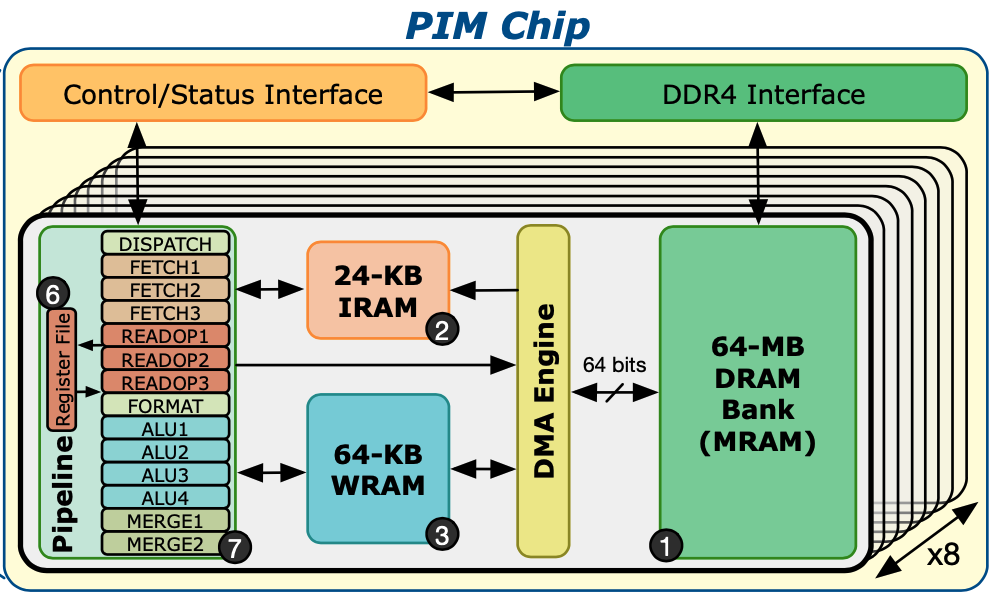 PIM Chip
Control/Status Interface
DDR4 Interface
DISPATCH
FETCH1
FETCH2
FETCH3
READOP1
READOP2
READOP3
FORMAT
ALU1
ALU2
ALU3
ALU4
MERGE1
MERGE2
6
Register File
Pipeline
7
24-KB
IRAM
2
64-KB
WRAM
3
DMA Engine
64 bits
64-MB
DRAM
Bank
(MRAM)
1
x8